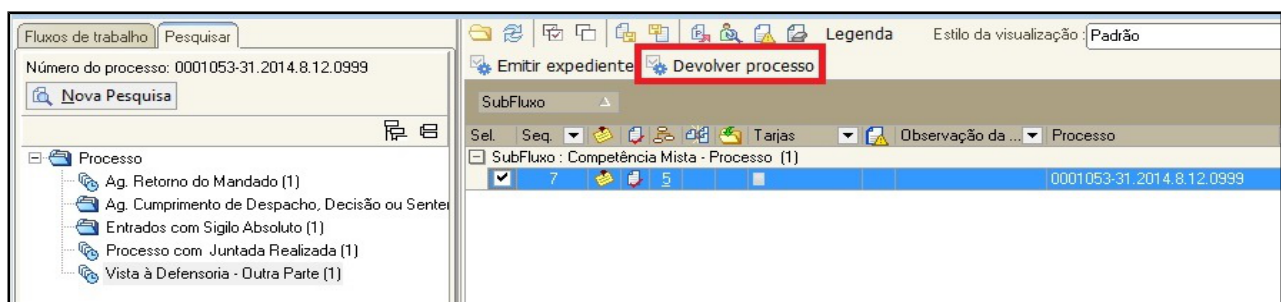 Fluxos de trabalho Pesquisar
Número do processo: 0001053-31.2014.8.12.0999
Nova Pesquisa
Processo
Ag. Retorno do Mandado (1)
Ag. Cumprimento de Despacho, Decisão ou Senter
Entrados com Sigilo Absoluto (1)
Processo com Juntada Realizada (1)
Vista à Defensoria - Outra Parte (1)
Legenda Estilo da visualização : Padrão
Emitir expediente Devolver processo
SubFluxo
Sel. Seq. Tarjas Observação da ... Processo
SubFluxo : Competência Mista - Processo (1)
7 5 0001053-31.2014.8.12.0999